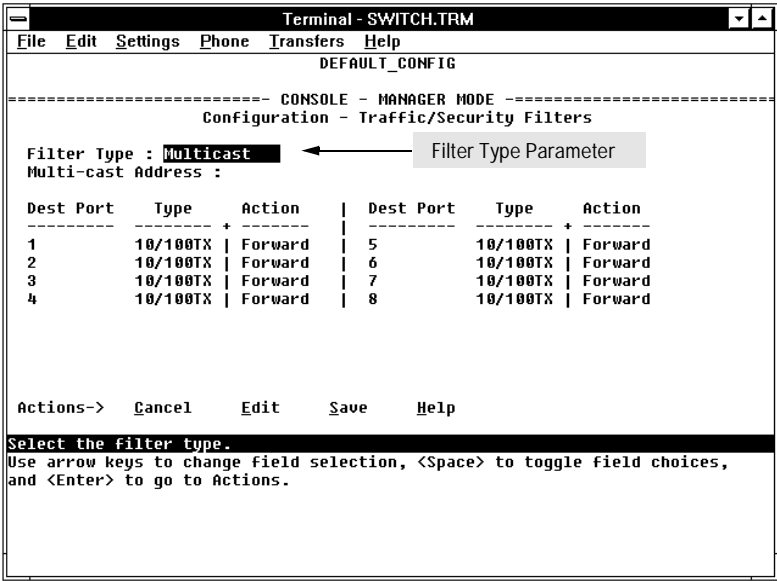 Terminal - SWITCH.TRM
File Edit Settings Phone Transfers Help
DEFAULT_CONFIG
==========================- CONSOLE - MANAGER MODE -===========================
Configuration - Traffic/Security Filters
Filter Type : Multicast
Filter Type Parameter
Multi-cast Address :
Dest Port Type Action | Dest Port Type Action
--------- -------- + ------- | --------- -------- + -------
1 10/100TX | Forward | 5 10/100TX | Forward
2 10/100TX | Forward | 6 10/100TX | Forward
3 10/100TX | Forward | 7 10/100TX | Forward
4 10/100TX | Forward | 8 10/100TX | Forward
Actions-> Cancel Edit Save Help
Select the filter type.
Use arrow keys to change field selection, <Space> to toggle field choices,
and <Enter> to go to Actions.